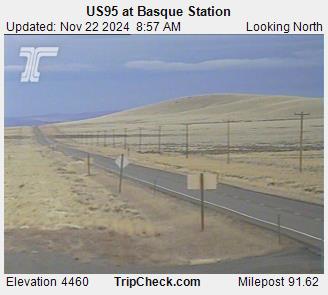 US95 at Basque Station
Updated: Nov 22 2024 8:57 AM Looking North
Elevation 4460 TripCheck.com Milepost 91.62